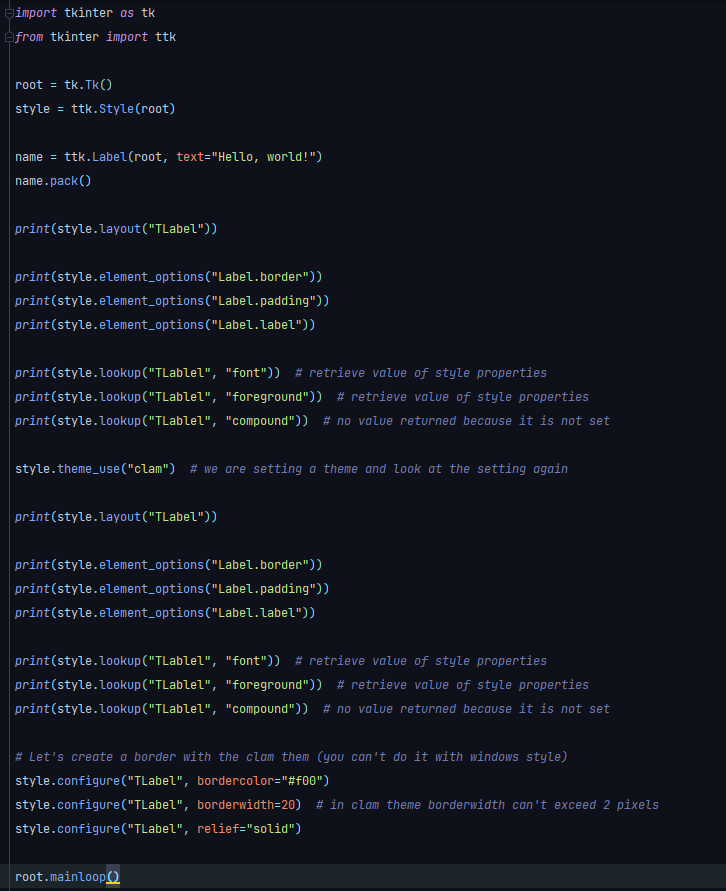 import tkinter as tk
from tkinter import ttk
root = tk.Tk()
style = ttk.Style(root)
name = ttk.Label(root, text="Hello, world!")
name.pack()
print(style.layout("TLabel"))
print(style.element_options("Label.border"))
print(style.element_options("Label.padding"))
print(style.element_options("Label.label"))
print(style.lookup("TLablel", "font"))  # retrieve value of style properties
print(style.lookup("TLablel", "foreground"))  # retrieve value of style properties
print(style.lookup("TLablel", "compound"))  # no value returned because it is not set
style.theme_use("clam")  # we are setting a theme and look at the setting again
print(style.layout("TLabel"))
print(style.element_options("Label.border"))
print(style.element_options("Label.padding"))
print(style.element_options("Label.label"))
print(style.lookup("TLablel", "font"))  # retrieve value of style properties
print(style.lookup("TLablel", "foreground"))  # retrieve value of style properties
print(style.lookup("TLablel", "compound"))  # no value returned because it is not set
# Let's create a border with the clam them (you can't do it with windows style)
style.configure("TLabel", bordercolor="#f00")
style.configure("TLabel", borderwidth=20)  # in clam theme borderwidth can't exceed 2 pixels
style.configure("TLabel", relief="solid")
root.mainloop()